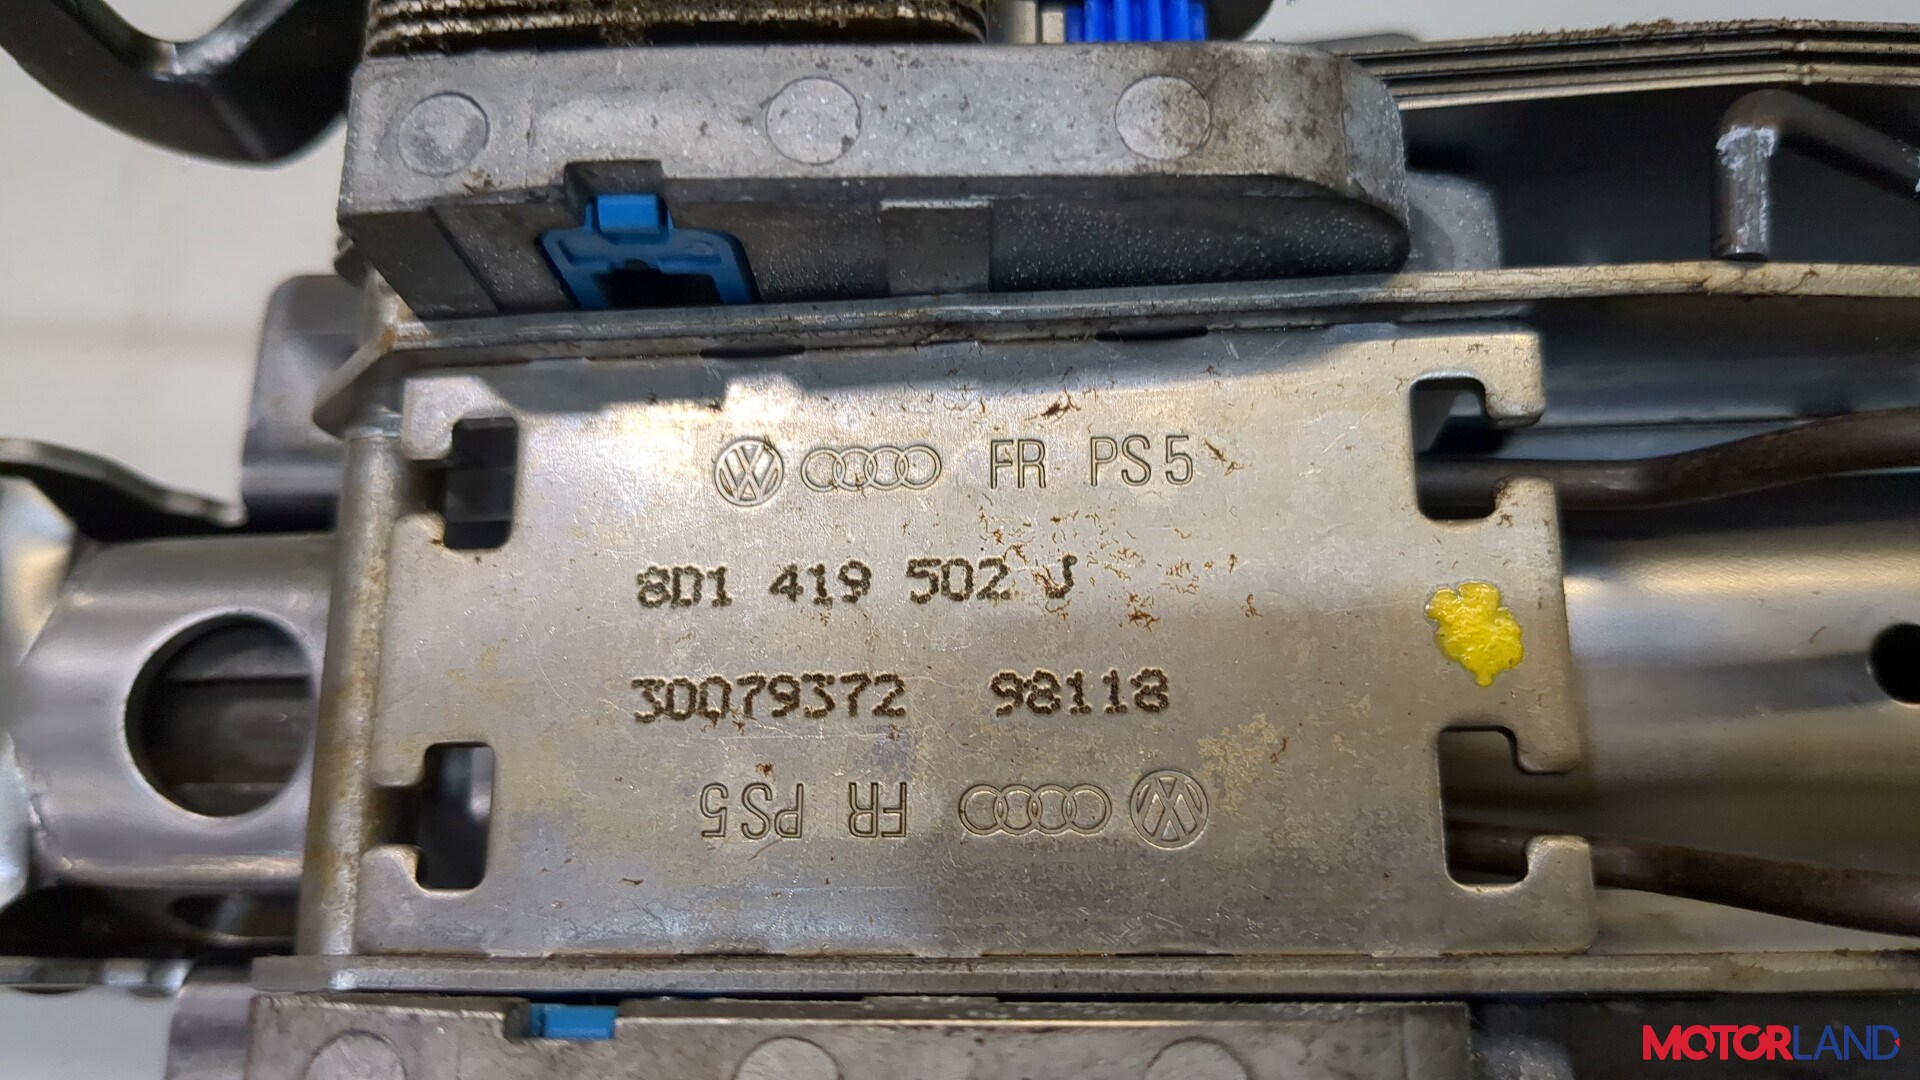 FR PS5
8D1 419 502 J
30079372 98118
FR PS5
MOTORLAND